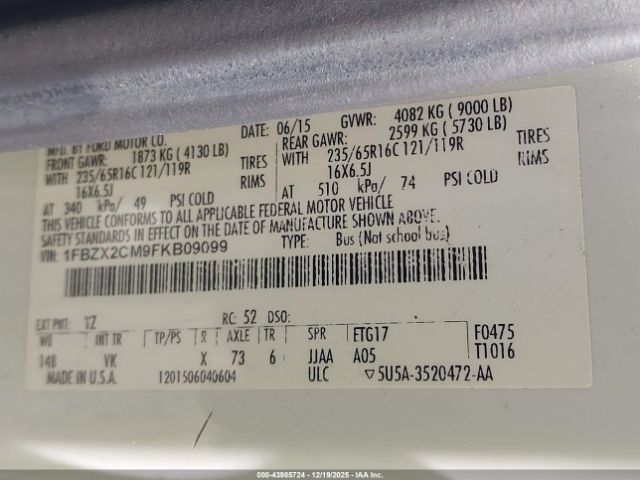 MFD. BY FORD MOTOR CO.
DATE: 06/15 GVWR: 4082 KG ( 9000 LB)
FRONT GAWR: 1873 KG ( 4130 LB) REAR GAWR: 2599 KG ( 5730 LB)
WITH 235/65R16C 121/119R TIRES WITH 235/65R16C 121/119R TIRES
16X6.5J RIMS 16X6.5J RIMS
AT 340 kPa/ 49 PSI COLD AT 510 kPa/ 74 PSI COLD
THIS VEHICLE CONFORMS TO ALL APPLICABLE FEDERAL MOTOR VEHICLE
SAFETY STANDARDS IN EFFECT ON THE DATE OF MANUFACTURE SHOWN ABOVE.
VIN: 1FBZX2CM9FKB09099 TYPE: Bus (Not school bus)
EXT PNT: YZ RC: 52 DSO:
WB INT TR TP/PS R AXLE TR SPR ETG17 F0475
148 VK X 73 6 JJAA A05 T1016
MADE IN U.S.A. 1201506040604 ULC 5U5A-3520472-AA
Stock: 43985724 | 12/19/2025 - IAA Inc.